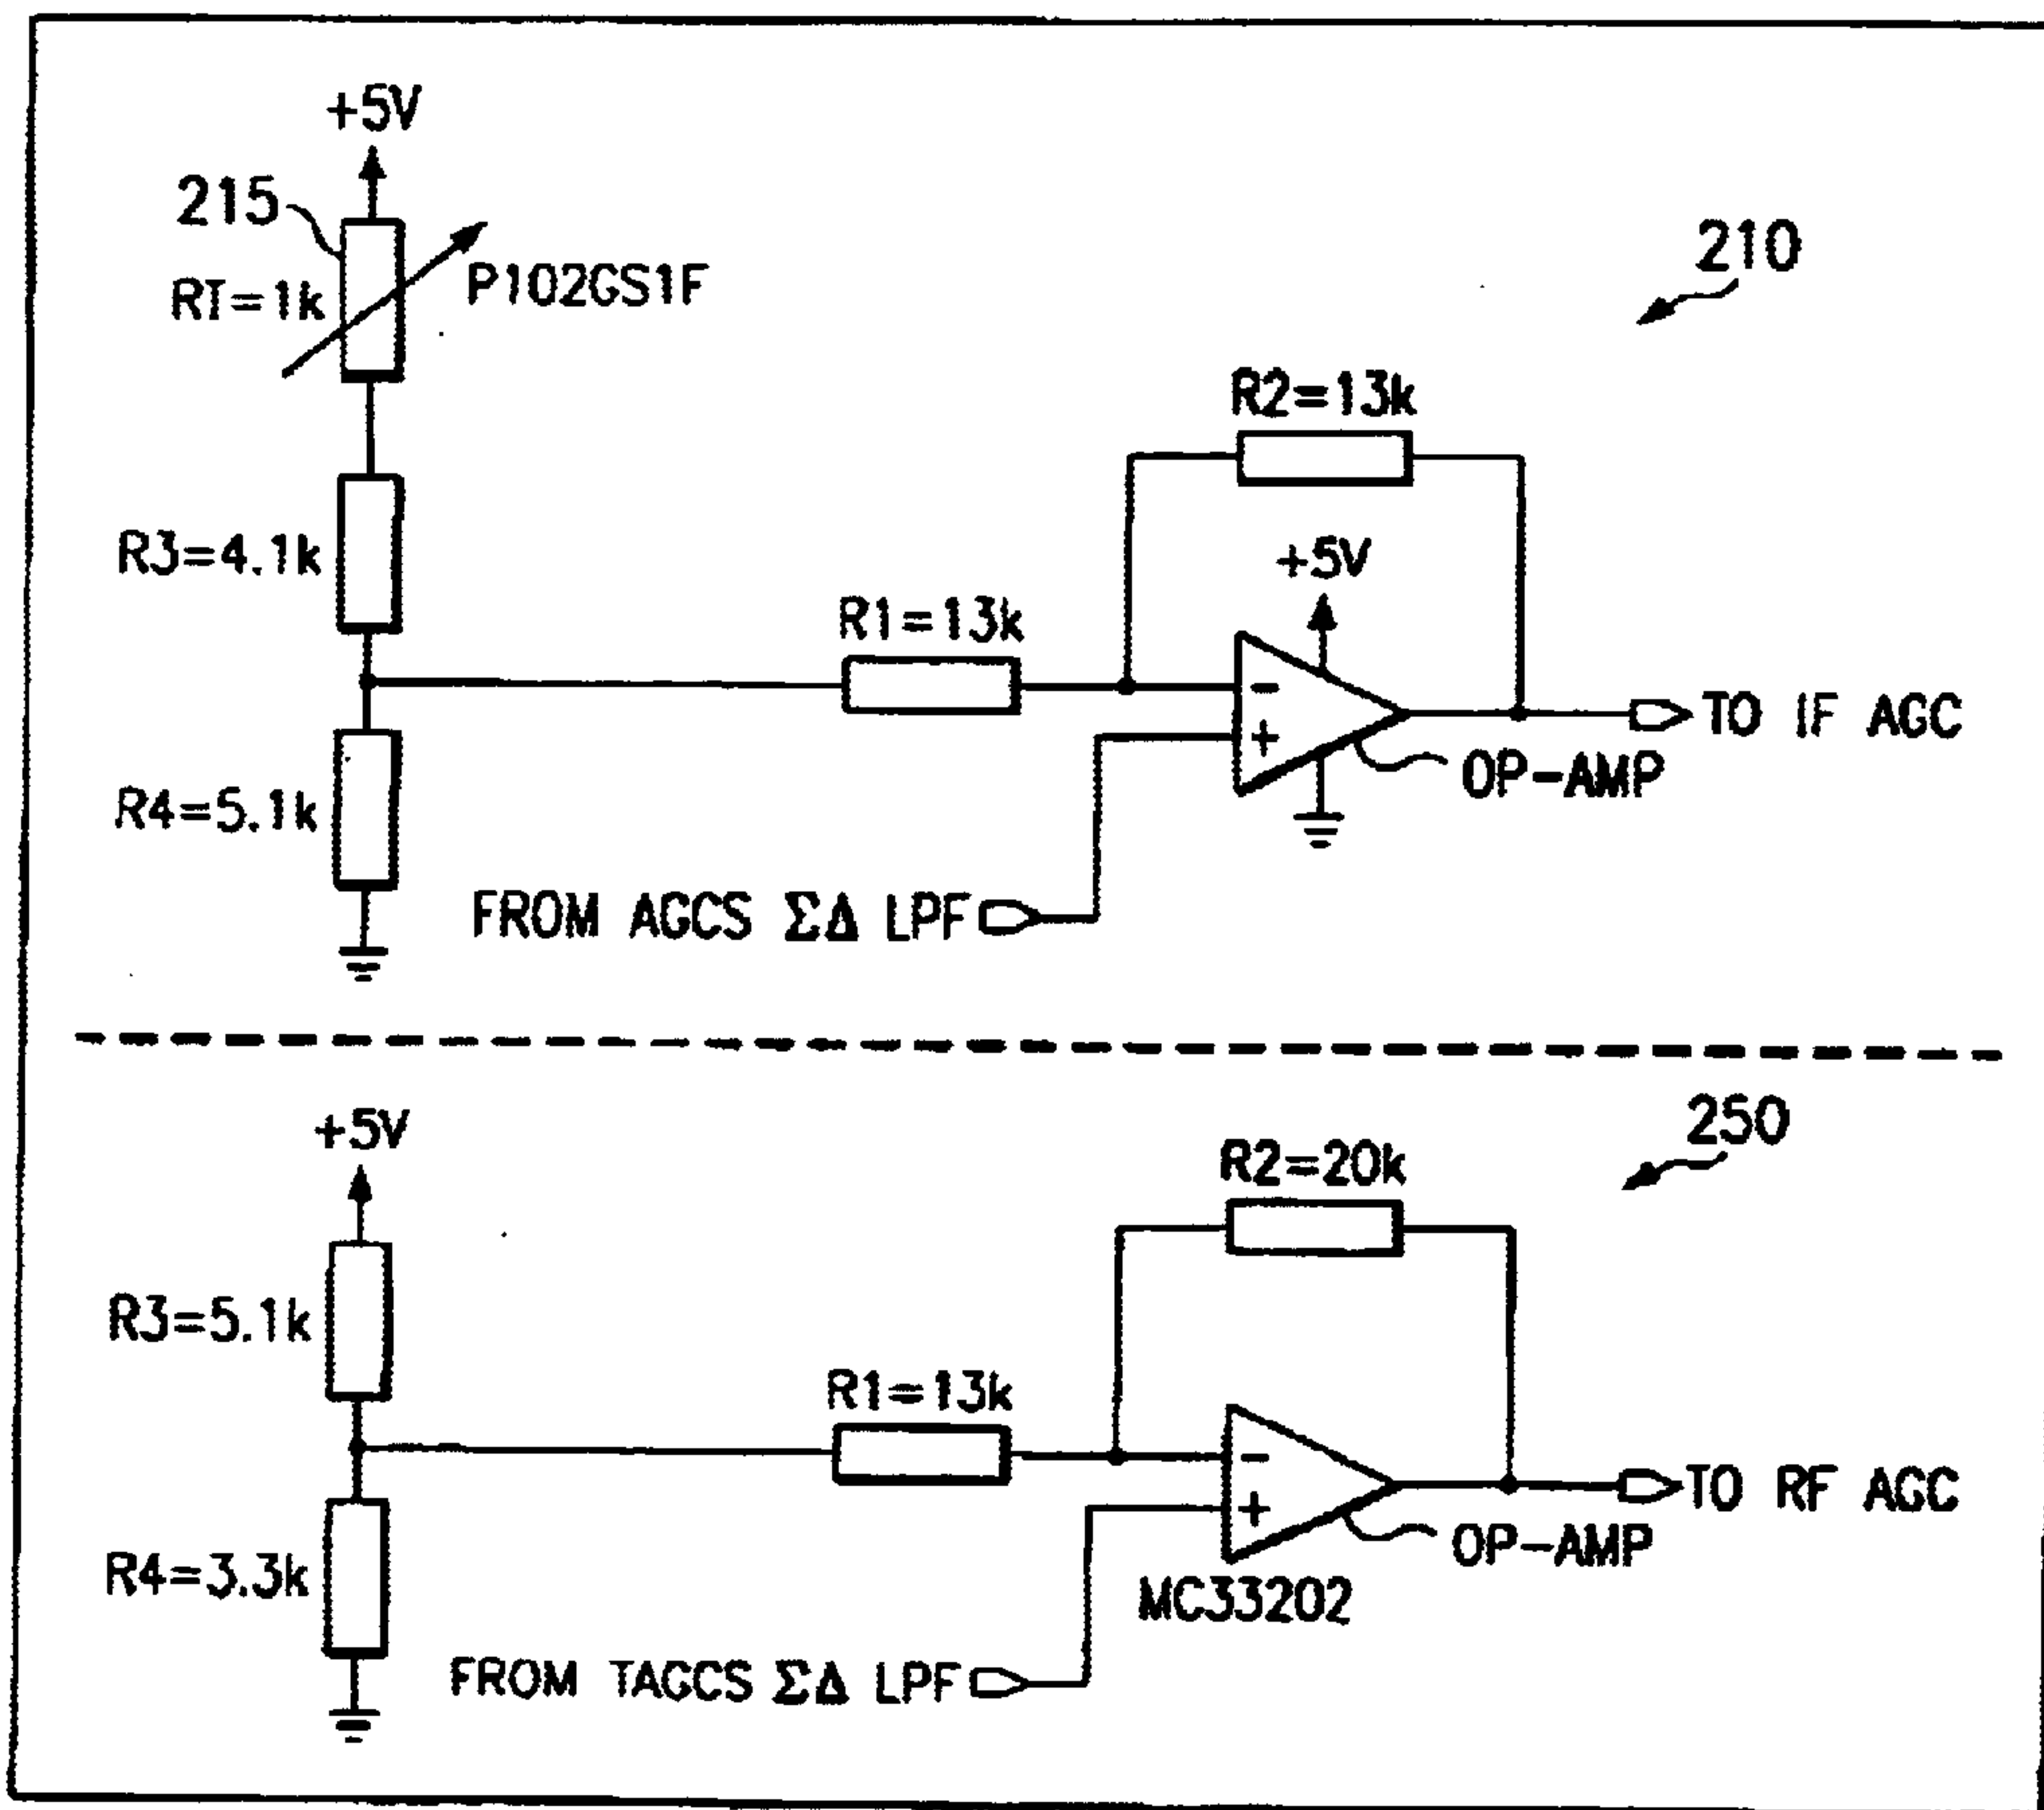 +5V
215
RT=1k
P102GS1F
210
R2=13k
R3=4.1k
+5V
R1=13k
-
+
TO IF AGC
OP-AMP
R4=5.1k
FROM AGCS ΣΔ LPF
+5V
250
R2=20k
R3=5.1k
R1=13k
-
+
TO RF AGC
OP-AMP
R4=3.3k
MC33202
FROM TAGCS ΣΔ LPF